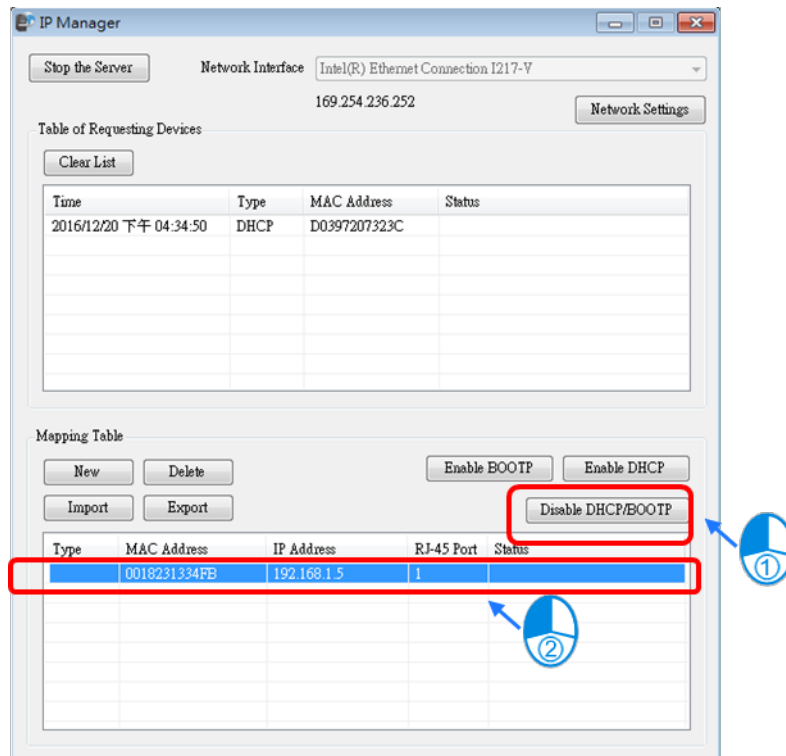 IP Manager
Stop the Server Network Interface Intel(R) Ethernet Connection I217-V
169.254.236.252
Network Settings
Table of Requesting Devices
Clear List
Time Type MAC Address Status
2016/12/20 下午 04:34:50 DHCP D0397207323C
Mapping Table
New Delete Enable BOOTP Enable DHCP
Import Export Disable DHCP/BOOTP
Type MAC Address IP Address RJ-45 Port Status
0018231334FB 192.168.1.5 1
①
②